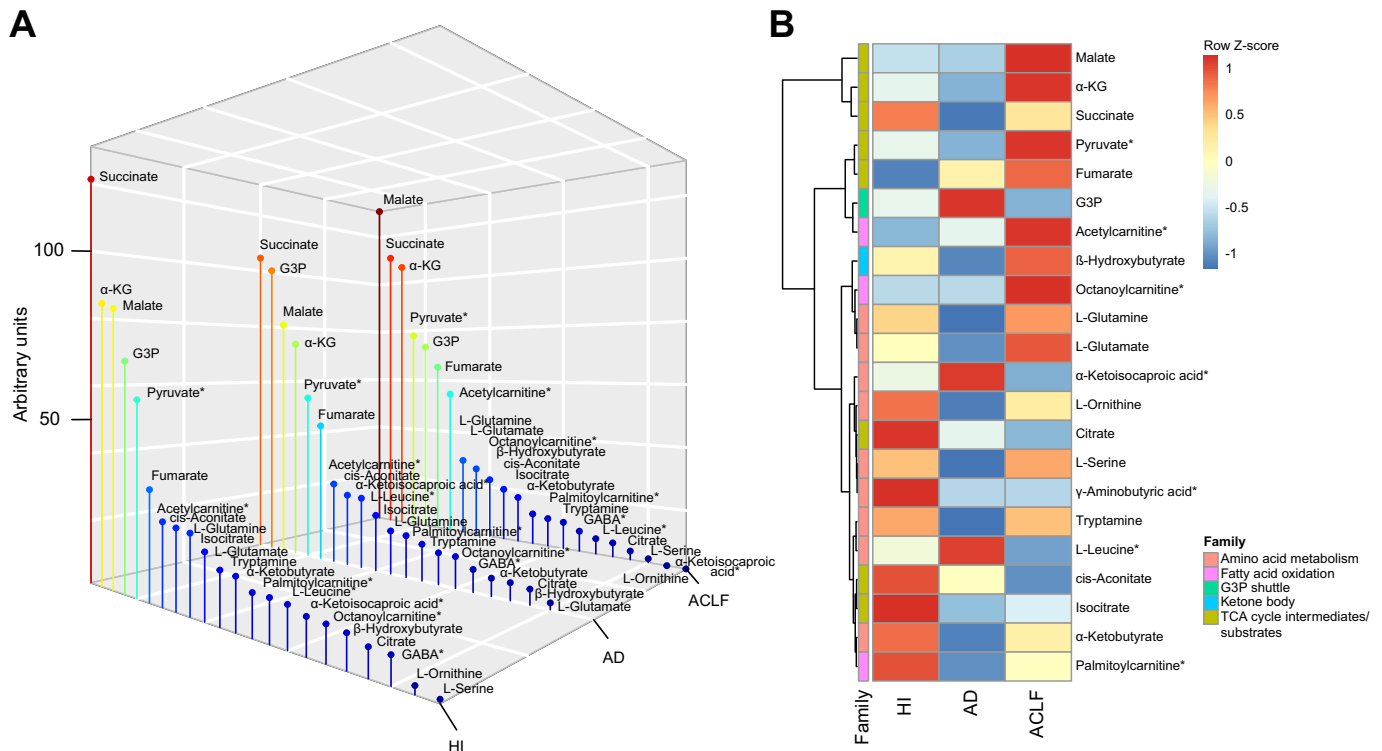 A
Arbitrary units
100
50
Succinate
α-KG
Malate
G3P
Pyruvate*
Fumarate
Acetylcarnitine*
cis-Aconitate
L-Glutamine
Isocitrate
L-Glutamate
Tryptamine
α-Ketobutyrate
Palmitoylcarnitine*
L-Leucine*
α-Ketoisocaproic acid*
Octanoylcarnitine*
β-Hydroxybutyrate
Citrate
GABA*
L-Ornithine
L-Serine
HI
Succinate
G3P
Malate
α-KG
Pyruvate*
Fumarate
Acetylcarnitine*
cis-Aconitate
α-Ketoisocaproic acid*
L-Leucine*
Isocitrate
L-Glutamine
Palmitoylcarnitine*
Tryptamine
Octanoylcarnitine*
GABA*
α-Ketobutyrate
Citrate
β-Hydroxybutyrate
L-Glutamate
AD
Malate
Succinate
α-KG
Pyruvate*
G3P
Fumarate
Acetylcarnitine*
L-Glutamine
L-Glutamate
Octanoylcarnitine*
β-Hydroxybutyrate
cis-Aconitate
Isocitrate
α-Ketobutyrate
Palmitoylcarnitine*
Tryptamine
GABA*
L-Leucine*
Citrate
L-Serine
α-Ketoisocaproic
acid*
L-Ornithine
ACLF
B
Malate
α-KG
Succinate
Pyruvate*
Fumarate
G3P
Acetylcarnitine*
ß-Hydroxybutyrate
Octanoylcarnitine*
L-Glutamine
L-Glutamate
α-Ketoisocaproic acid*
L-Ornithine
Citrate
L-Serine
γ-Aminobutyric acid*
Tryptamine
L-Leucine*
cis-Aconitate
Isocitrate
α-Ketobutyrate
Palmitoylcarnitine*
Family
HI
AD
ACLF
Row Z-score
1
0.5
0
-0.5
-1
Family
Amino acid metabolism
Fatty acid oxidation
G3P shuttle
Ketone body
TCA cycle intermediates/
substrates